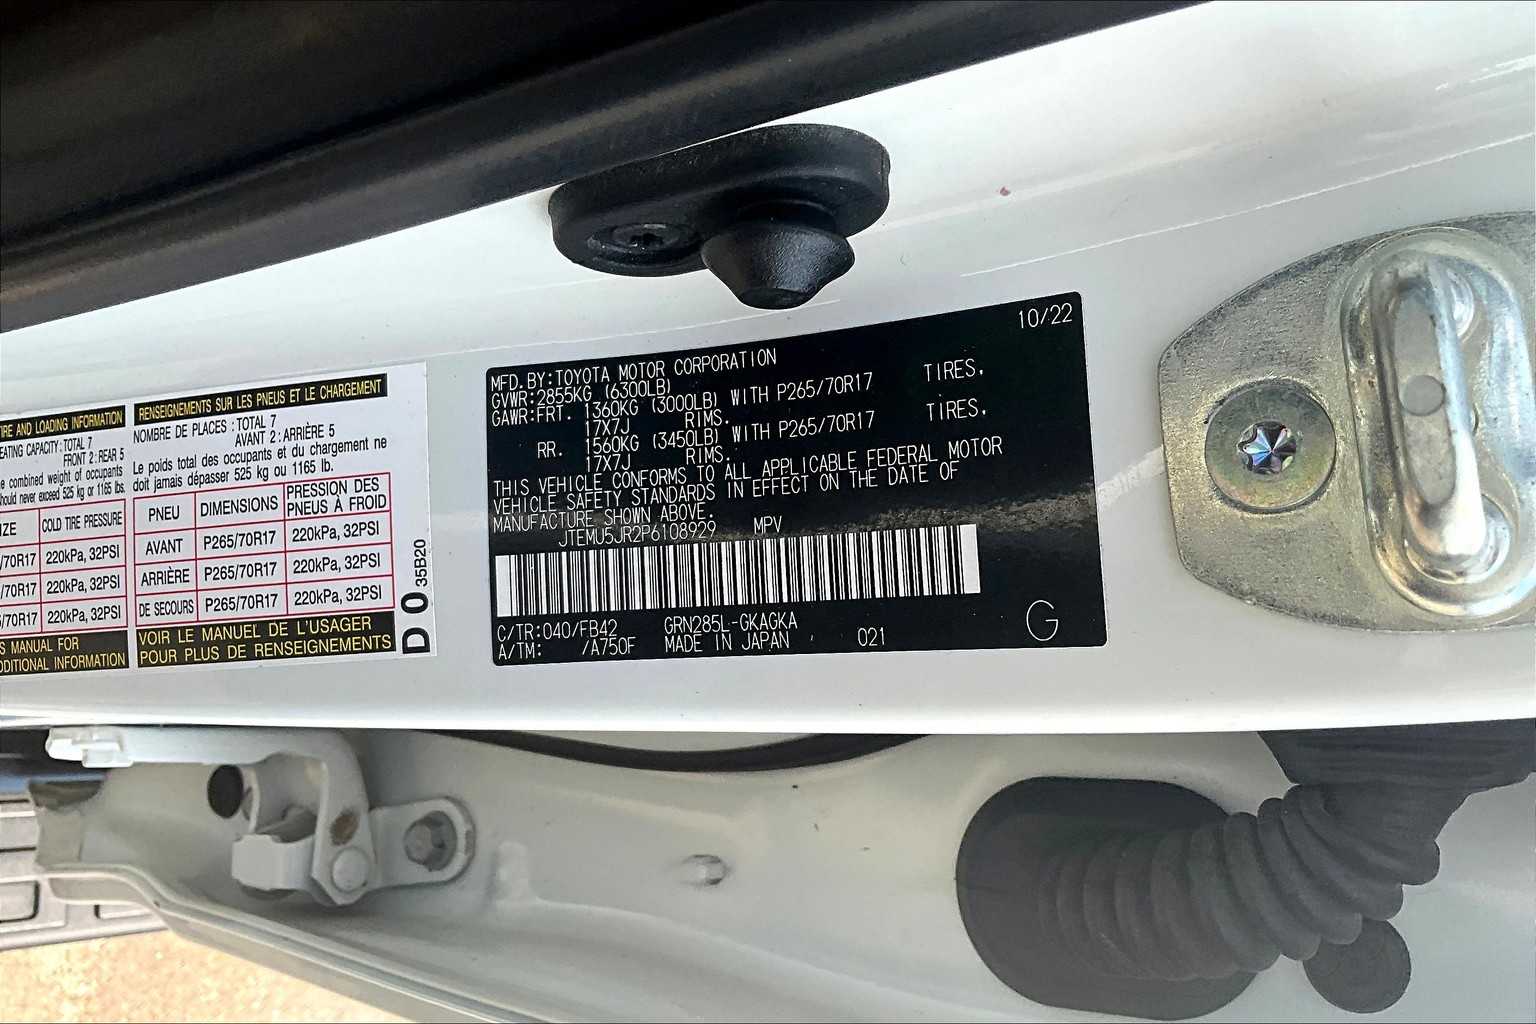 TIRE AND LOADING INFORMATION
SEATING CAPACITY : TOTAL 7
FRONT 2 : REAR 5
combined weight of occupants
should never exceed 525 kg or 1165 lbs.
COLD TIRE PRESSURE
/70R17 220kPa, 32PSI
/70R17 220kPa, 32PSI
/70R17 220kPa, 32PSI
MANUAL FOR
ADDITIONAL INFORMATION
RENSEIGNEMENTS SUR LES PNEUS ET LE CHARGEMENT
NOMBRE DE PLACES : TOTAL 7
AVANT 2 : ARRIÈRE 5
Le poids total des occupants et du chargement ne
doit jamais dépasser 525 kg ou 1165 lb.
PNEU DIMENSIONS PRESSION DES PNEUS À FROID
AVANT P265/70R17 220kPa, 32PSI
ARRIÈRE P265/70R17 220kPa, 32PSI
DE SECOURS P265/70R17 220kPa, 32PSI
VOIR LE MANUEL DE L'USAGER
POUR PLUS DE RENSEIGNEMENTS
D 0 35B20
10/22
MFD.BY:TOYOTA MOTOR CORPORATION
GVWR:2855KG (6300LB)
GAWR:FRT. 1360KG (3000LB) WITH P265/70R17 TIRES,
17X7J RIMS.
RR. 1560KG (3450LB) WITH P265/70R17 TIRES,
17X7J RIMS.
THIS VEHICLE CONFORMS TO ALL APPLICABLE FEDERAL MOTOR
VEHICLE SAFETY STANDARDS IN EFFECT ON THE DATE OF
MANUFACTURE SHOWN ABOVE.
JTEMU5JR2P6108929 MPV
C/TR:040/FB42 GRN285L-GKAGKA
A/TM: /A750F MADE IN JAPAN 021
G